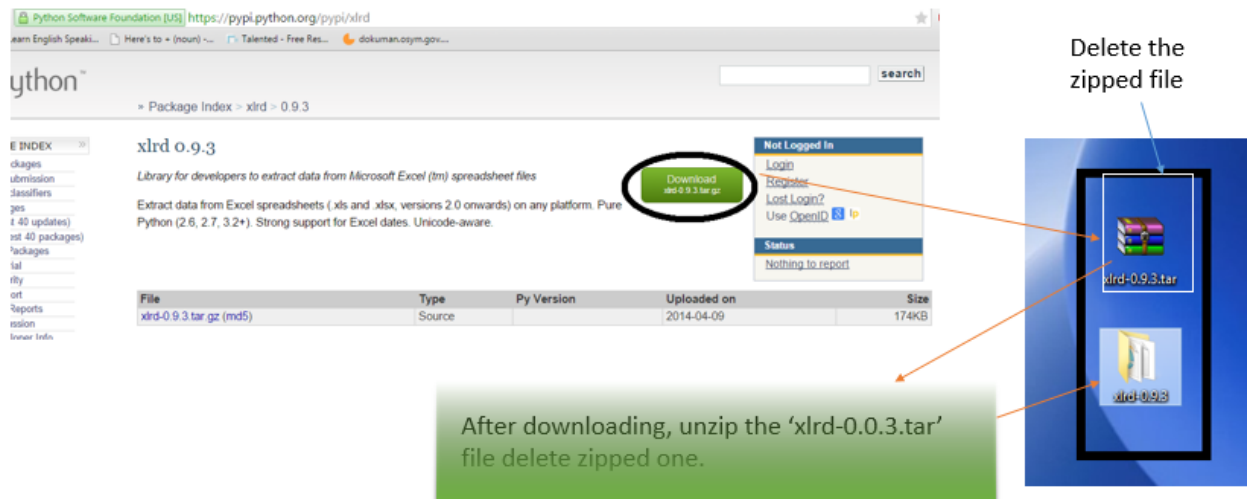 Python Software Foundation [US] https://pypi.python.org/pypi/xlrd
earn English Speaki... Here's to + (noun) -... Talented - Free Res... dokuman.osym.gov....
Delete the
zipped file
ython
search
» Package Index > xlrd > 0.9.3
E INDEX »
ckages
ubmission
classifiers
ges
t 40 updates)
est 40 packages)
Packages
ial
rity
ort
Reports
ission
loper Info
xlrd 0.9.3
Library for developers to extract data from Microsoft Excel (tm) spreadsheet files
Extract data from Excel spreadsheets (.xls and .xlsx, versions 2.0 onwards) on any platform. Pure
Python (2.6, 2.7, 3.2+). Strong support for Excel dates. Unicode-aware.
Download
xlrd-0.9.3.tar.gz
Not Logged In
Login
Register
Lost Login?
Use OpenID 8 lp
Status
Nothing to report
File Type Py Version Uploaded on Size
xlrd-0.9.3.tar.gz (md5) Source 2014-04-09 174KB
xlrd-0.9.3.tar
xlrd-0.9.3
After downloading, unzip the ‘xlrd-0.0.3.tar’
file delete zipped one.